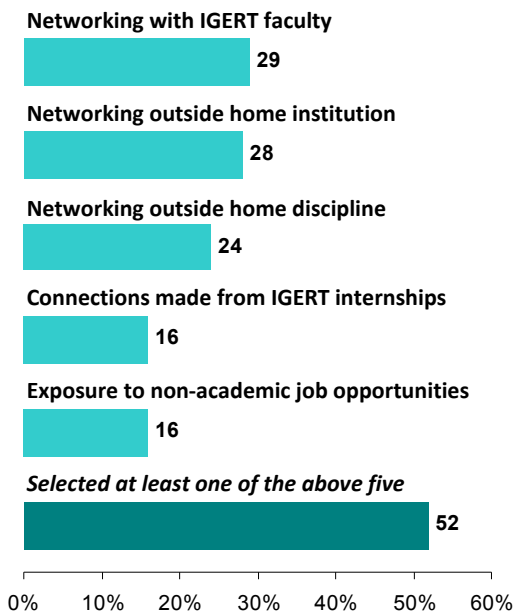 Networking with IGERT faculty
29
Networking outside home institution
28
Networking outside home discipline
24
Connections made from IGERT internships
16
Exposure to non-academic job opportunities
16
Selected at least one of the above five
52
0% 10% 20% 30% 40% 50% 60%